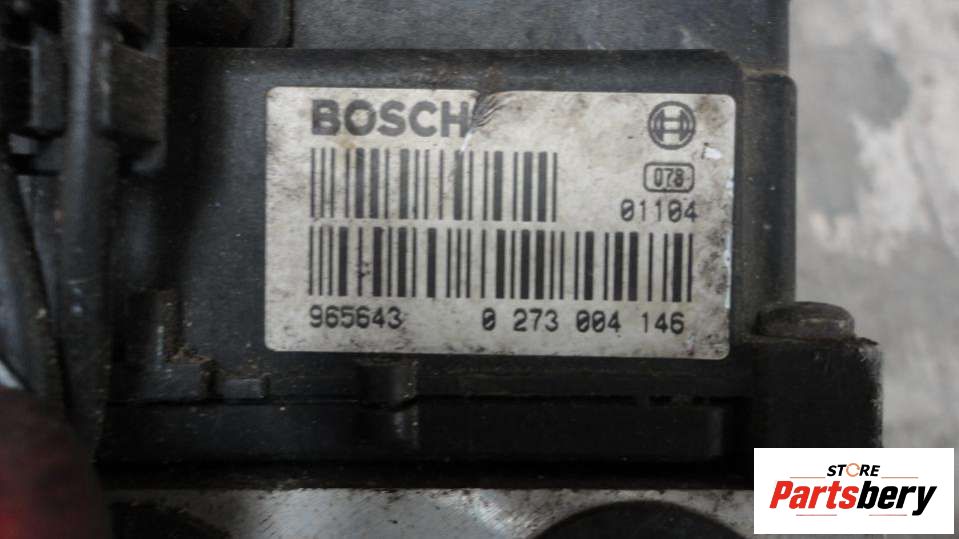 BOSCH
078
01104
965643 0 273 004 146
STORE
Partsbery